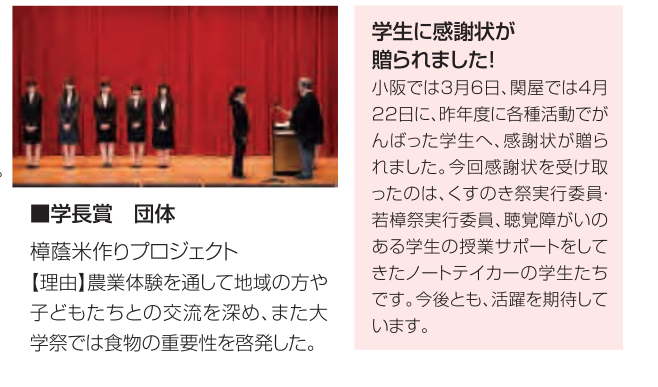 ■学長賞　団体
樟蔭米作りプロジェクト
【理由】農業体験を通して地域の方や
子どもたちとの交流を深め、また大
学祭では食物の重要性を啓発した。
学生に感謝状が
贈られました!
小阪では3月6日、関屋では4月
22日に、昨年度に各種活動でが
んばった学生へ、感謝状が贈ら
れました。今回感謝状を受け取
ったのは、くすのき祭実行委員・
若樟祭実行委員、聴覚障がいの
ある学生の授業サポートをして
きたノートテイカーの学生たち
です。今後とも、活躍を期待して
います。